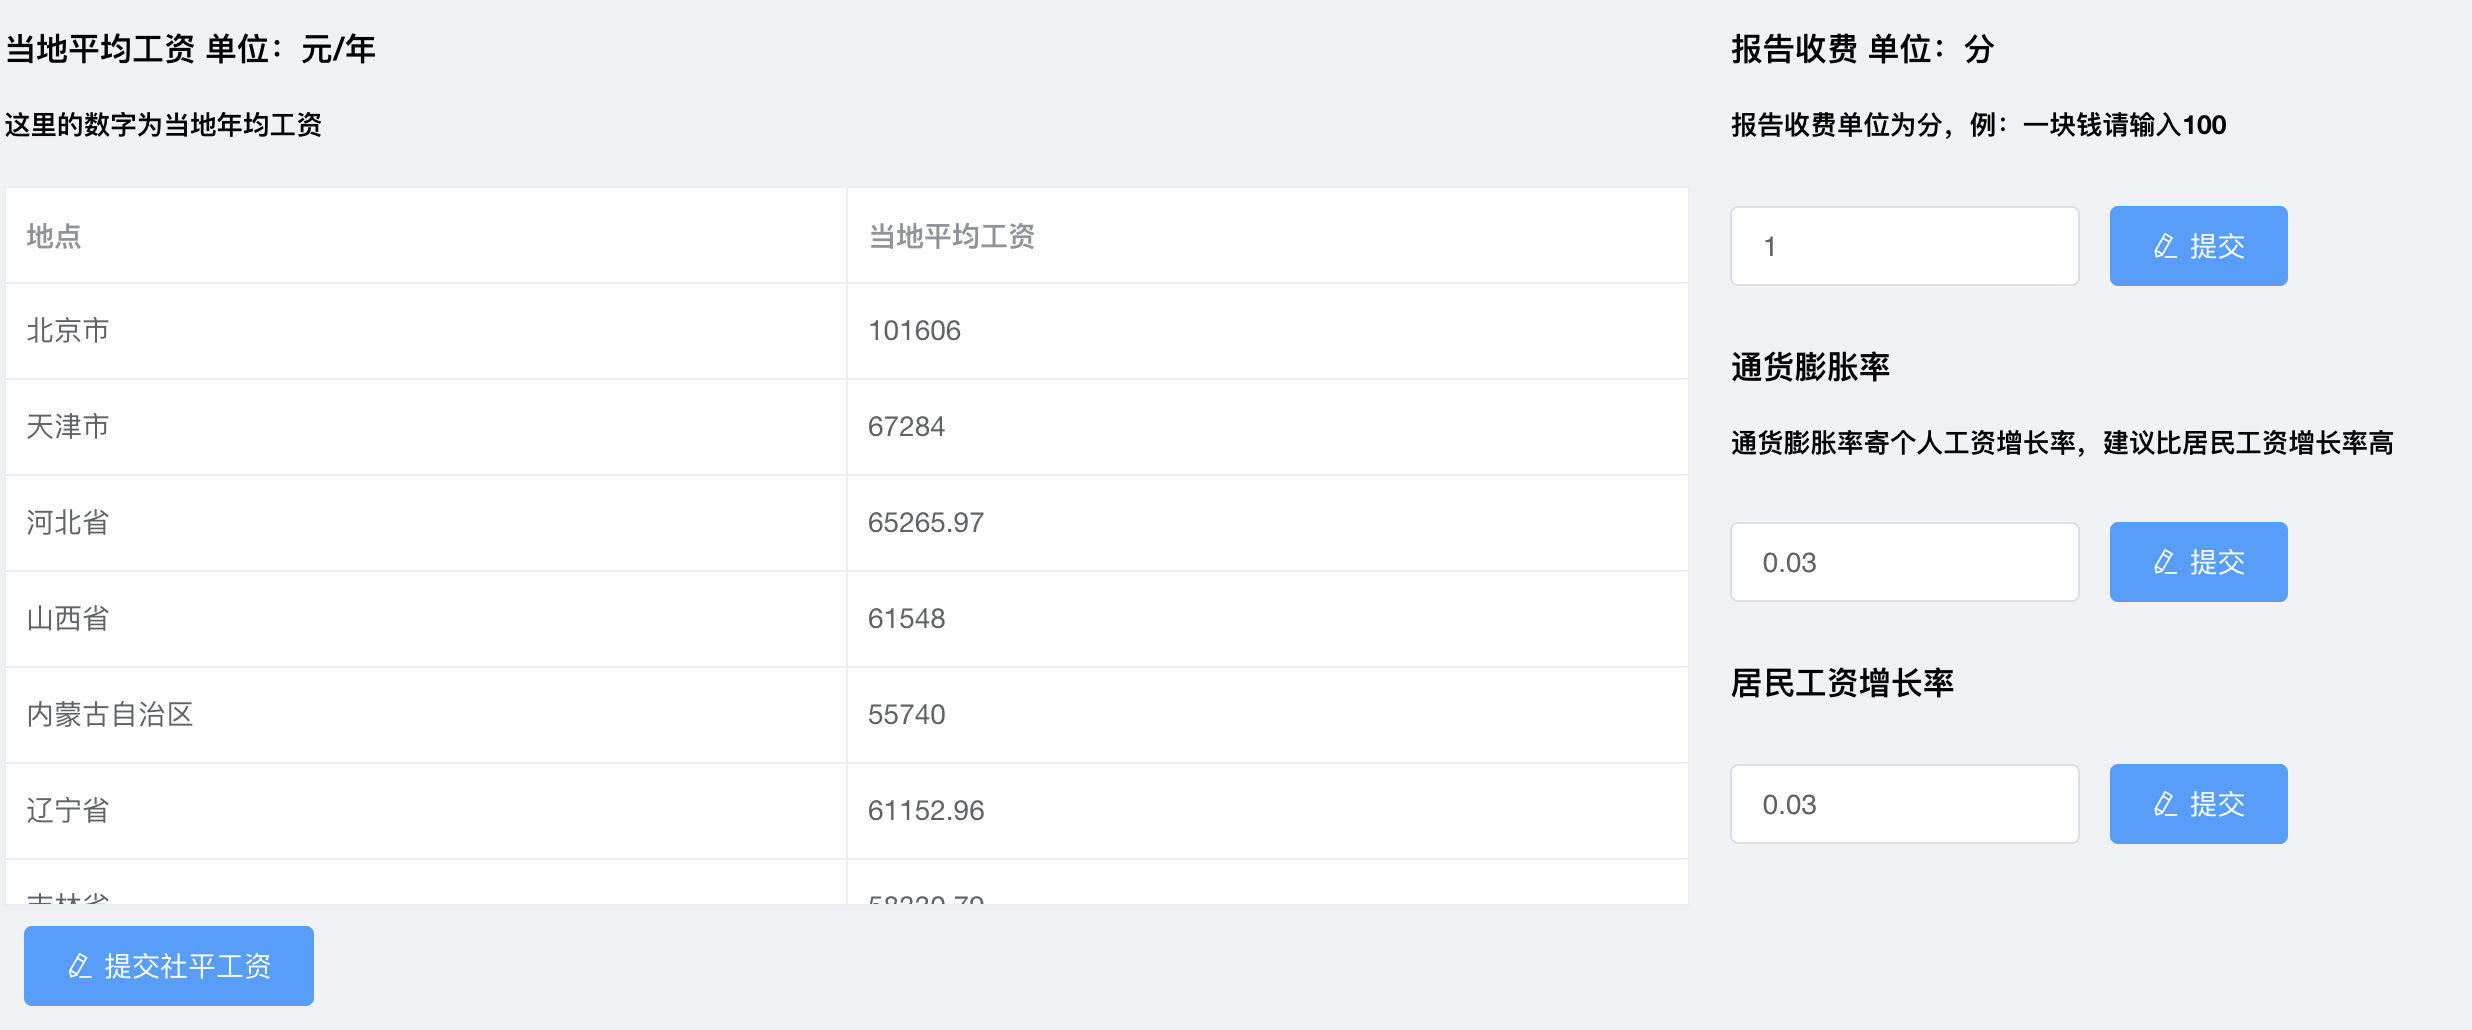 当地平均工资 单位：元/年
这里的数字为当地年均工资
地点 当地平均工资
北京市 101606
天津市 67284
河北省 65265.97
山西省 61548
内蒙古自治区 55740
辽宁省 61152.96
吉林省
提交社平工资
报告收费 单位：分
报告收费单位为分，例：一块钱请输入100
1 提交
通货膨胀率
通货膨胀率寄个人工资增长率，建议比居民工资增长率高
0.03 提交
居民工资增长率
0.03 提交